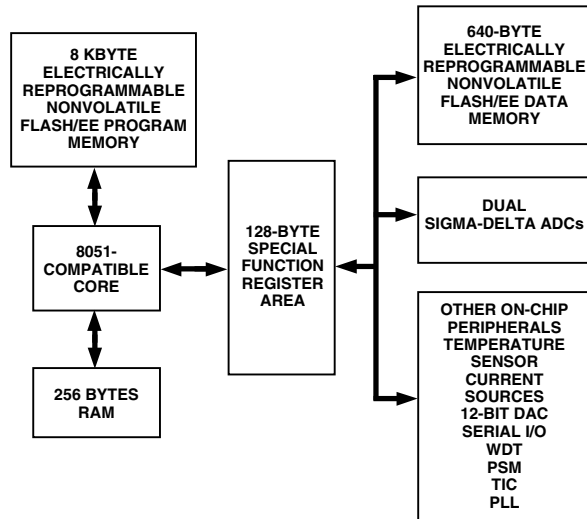 8 KBYTE
ELECTRICALLY
REPROGRAMMABLE
NONVOLATILE
FLASH/EE PROGRAM
MEMORY
8051-
COMPATIBLE
CORE
256 BYTES
RAM
128-BYTE
SPECIAL
FUNCTION
REGISTER
AREA
640-BYTE
ELECTRICALLY
REPROGRAMMABLE
NONVOLATILE
FLASH/EE DATA
MEMORY
DUAL
SIGMA-DELTA ADCs
OTHER ON-CHIP
PERIPHERALS
TEMPERATURE
SENSOR
CURRENT
SOURCES
12-BIT DAC
SERIAL I/O
WDT
PSM
TIC
PLL